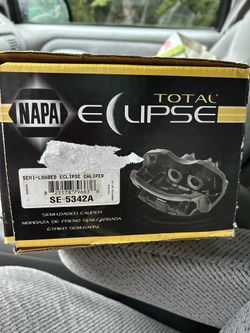 NAPA
TOTAL
ECLIPSE
SEMI-LOADED ECLIPSE CALIPER
SE 5342A
SEMI-LOADED CALIPER
MORDAZA DE FRENO SEMI-CARGADA
ÉTRIER SEMI-GARNI